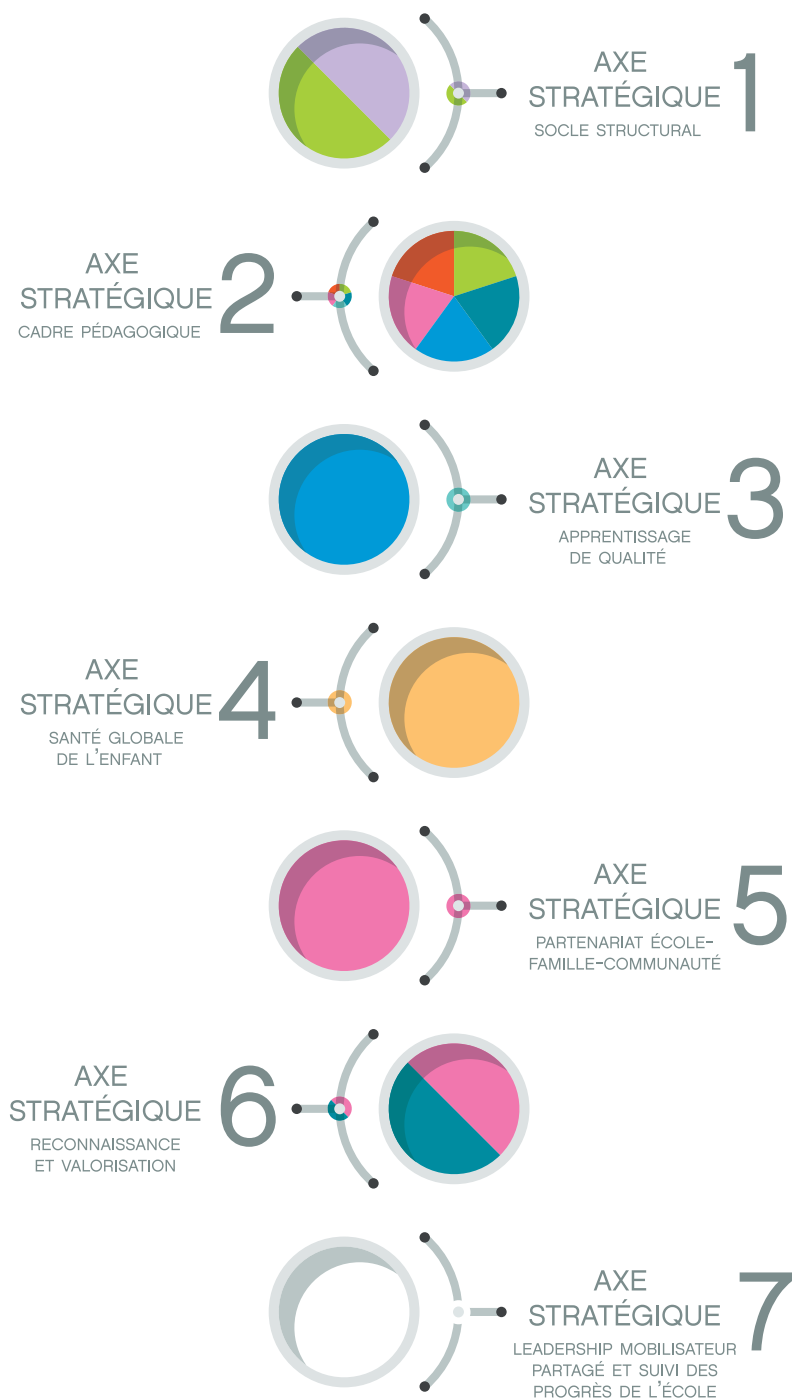 AXE
STRATÉGIQUE 1
SOCLE STRUCTURAL
AXE
STRATÉGIQUE 2
CADRE PÉDAGOGIQUE
AXE
STRATÉGIQUE 3
APPRENTISSAGE
DE QUALITÉ
AXE
STRATÉGIQUE 4
SANTÉ GLOBALE
DE L'ENFANT
AXE
STRATÉGIQUE 5
PARTENARIAT ÉCOLE-
FAMILLE-COMMUNAUTÉ
AXE
STRATÉGIQUE 6
RECONNAISSANCE
ET VALORISATION
AXE
STRATÉGIQUE 7
LEADERSHIP MOBILISATEUR
PARTAGÉ ET SUIVI DES
PROGRÈS DE L'ÉCOLE